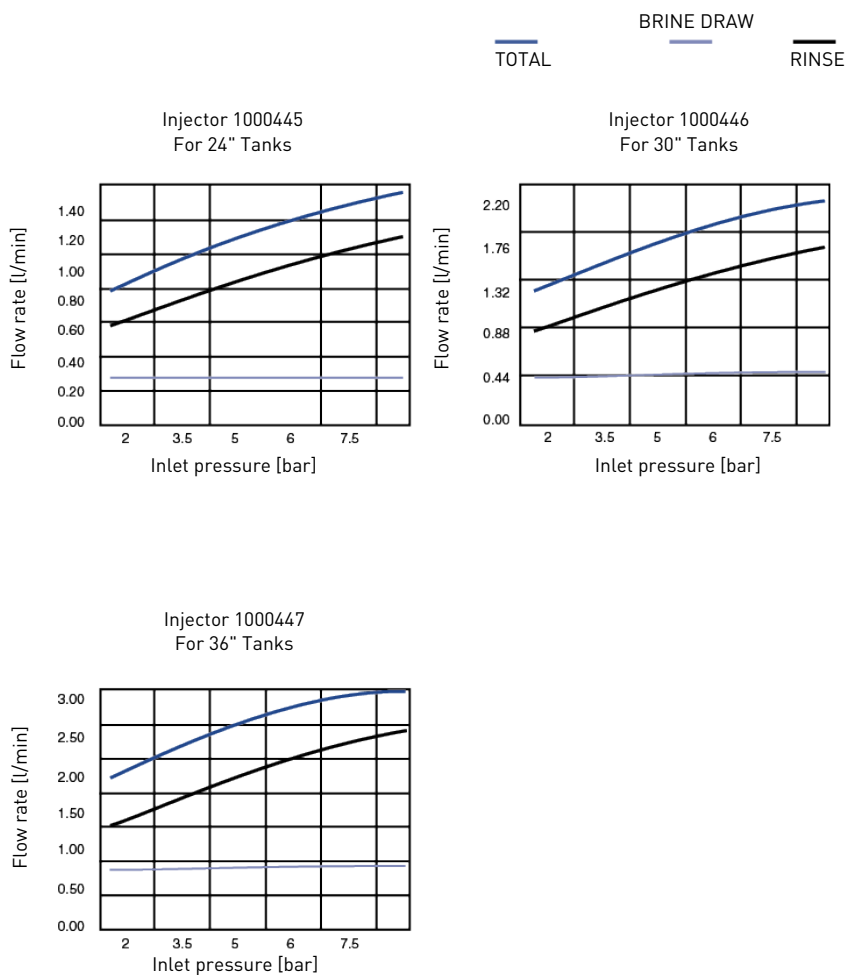 BRINE DRAW
TOTAL
RINSE
Injector 1000445
For 24" Tanks
Flow rate [l/min]
1.40
1.20
1.00
0.80
0.60
0.40
0.20
0.00
2 3.5 5 6 7.5
Inlet pressure [bar]
Injector 1000446
For 30" Tanks
Flow rate [l/min]
2.20
1.76
1.32
0.88
0.44
0.00
2 3.5 5 6 7.5
Inlet pressure [bar]
Injector 1000447
For 36" Tanks
Flow rate [l/min]
3.00
2.50
2.00
1.50
1.00
0.50
0.00
2 3.5 5 6 7.5
Inlet pressure [bar]